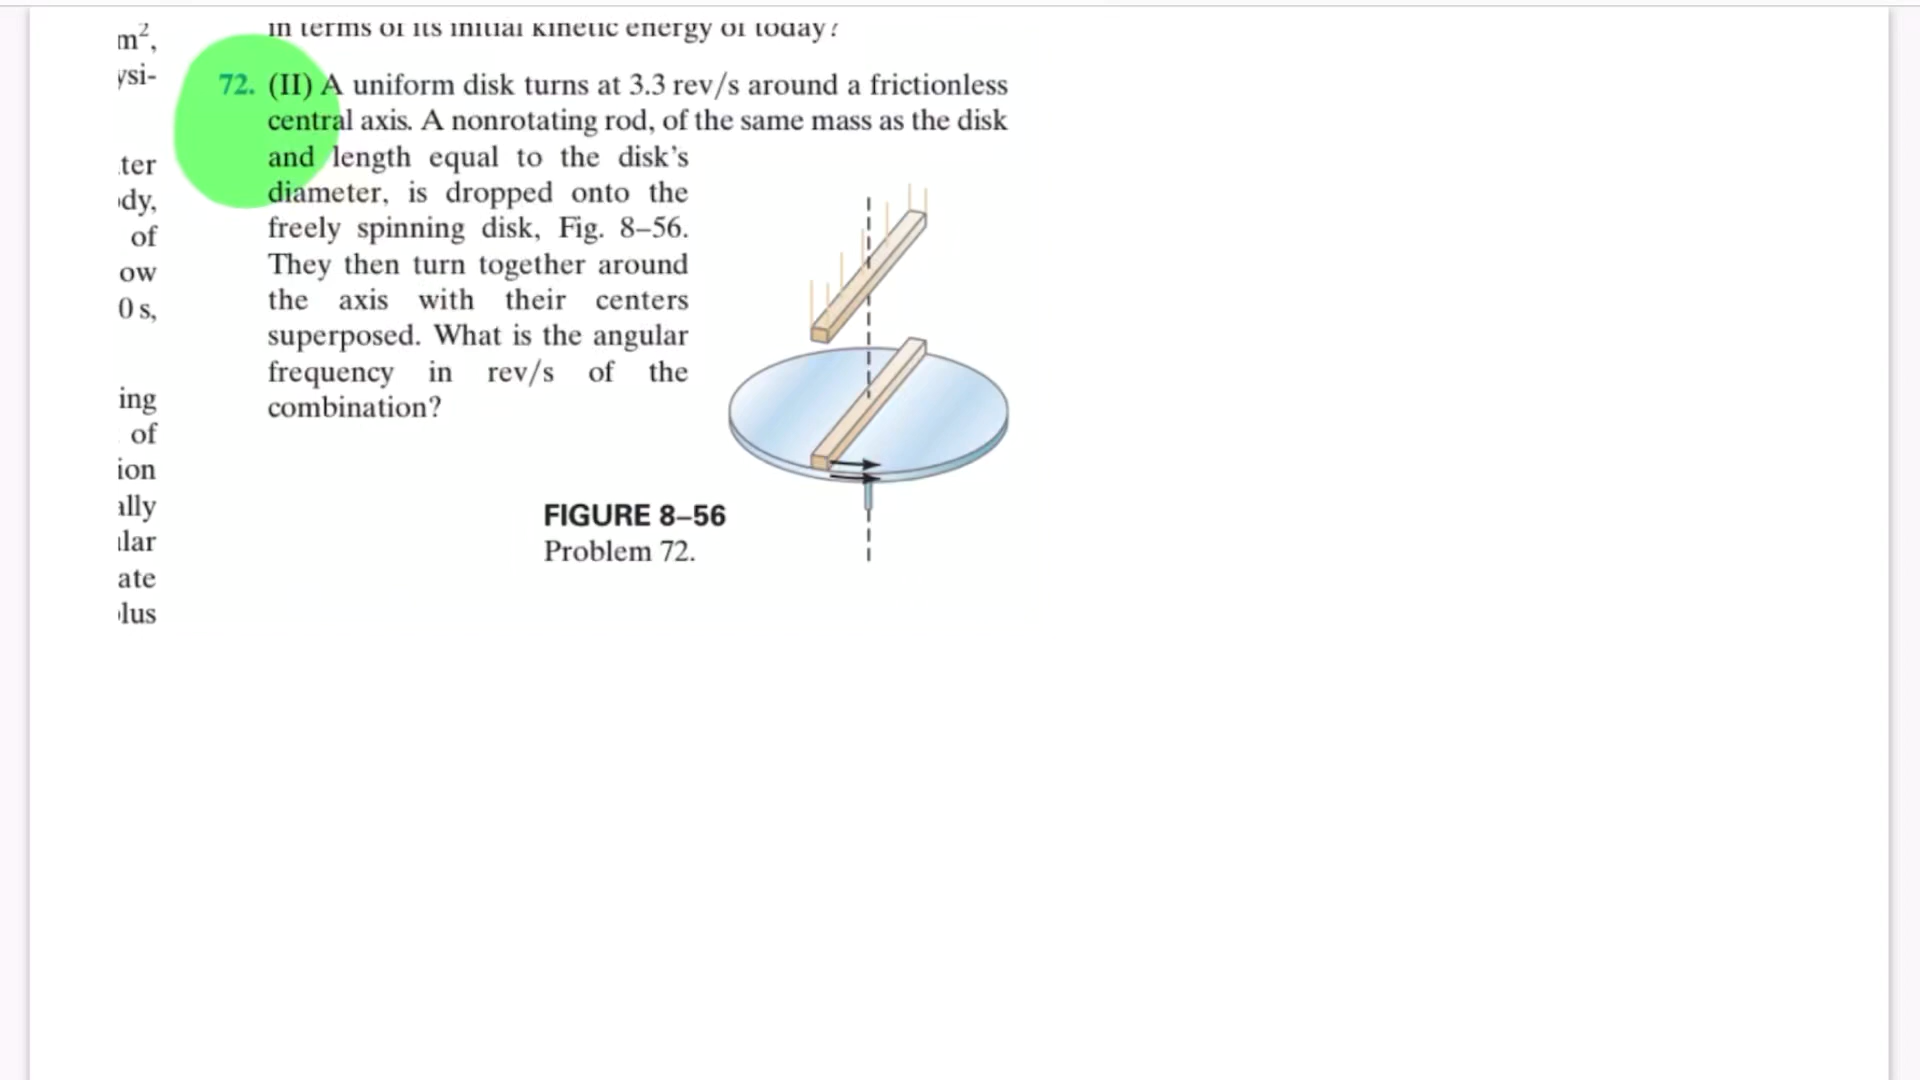 in terms of its initial kinetic energy of today?
m²,
ysi-
ter
dy,
of
ow
0 s,
ing
of
ion
ally
lar
ate
lus
72. (II) A uniform disk turns at 3.3 rev/s around a frictionless
central axis. A nonrotating rod, of the same mass as the disk
and length equal to the disk's
diameter, is dropped onto the
freely spinning disk, Fig. 8–56.
They then turn together around
the axis with their centers
superposed. What is the angular
frequency in rev/s of the
combination?
FIGURE 8–56
Problem 72.